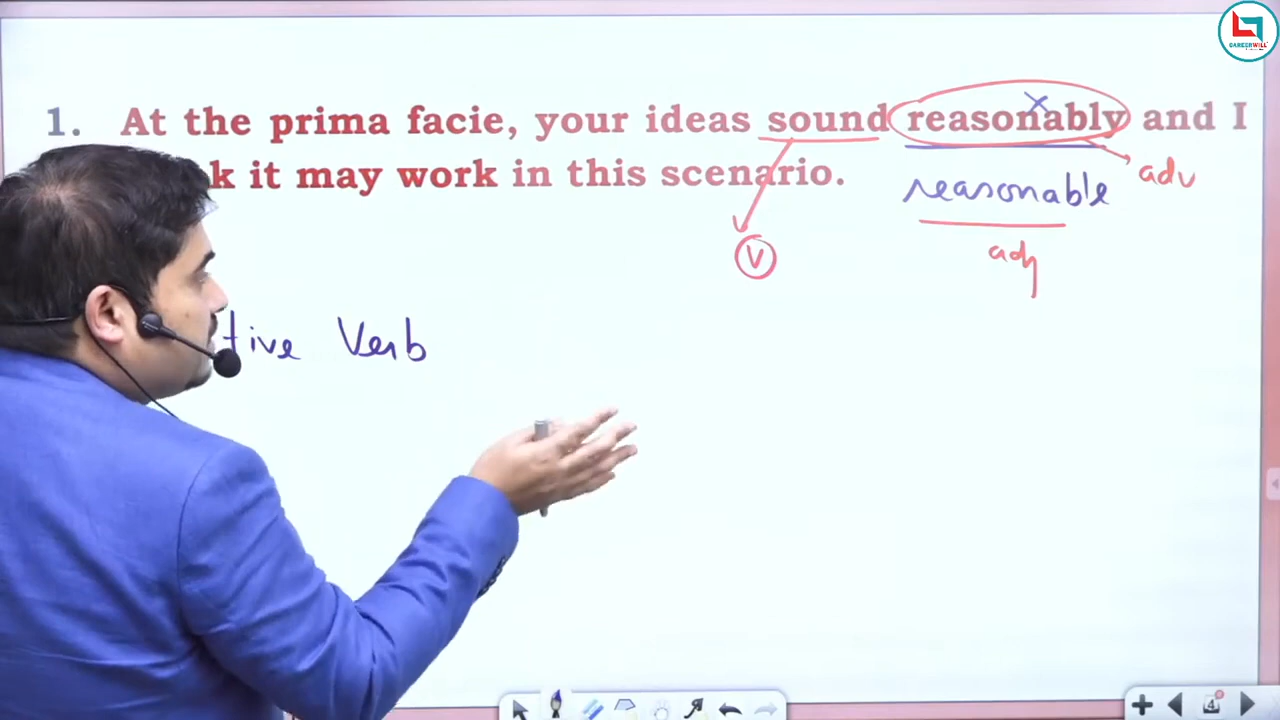 CAREERWILL
1. At the prima facie, your ideas sound reasonably and I
k it may work in this scenario.
adv
reasonable
V
adj
tive Verb
4